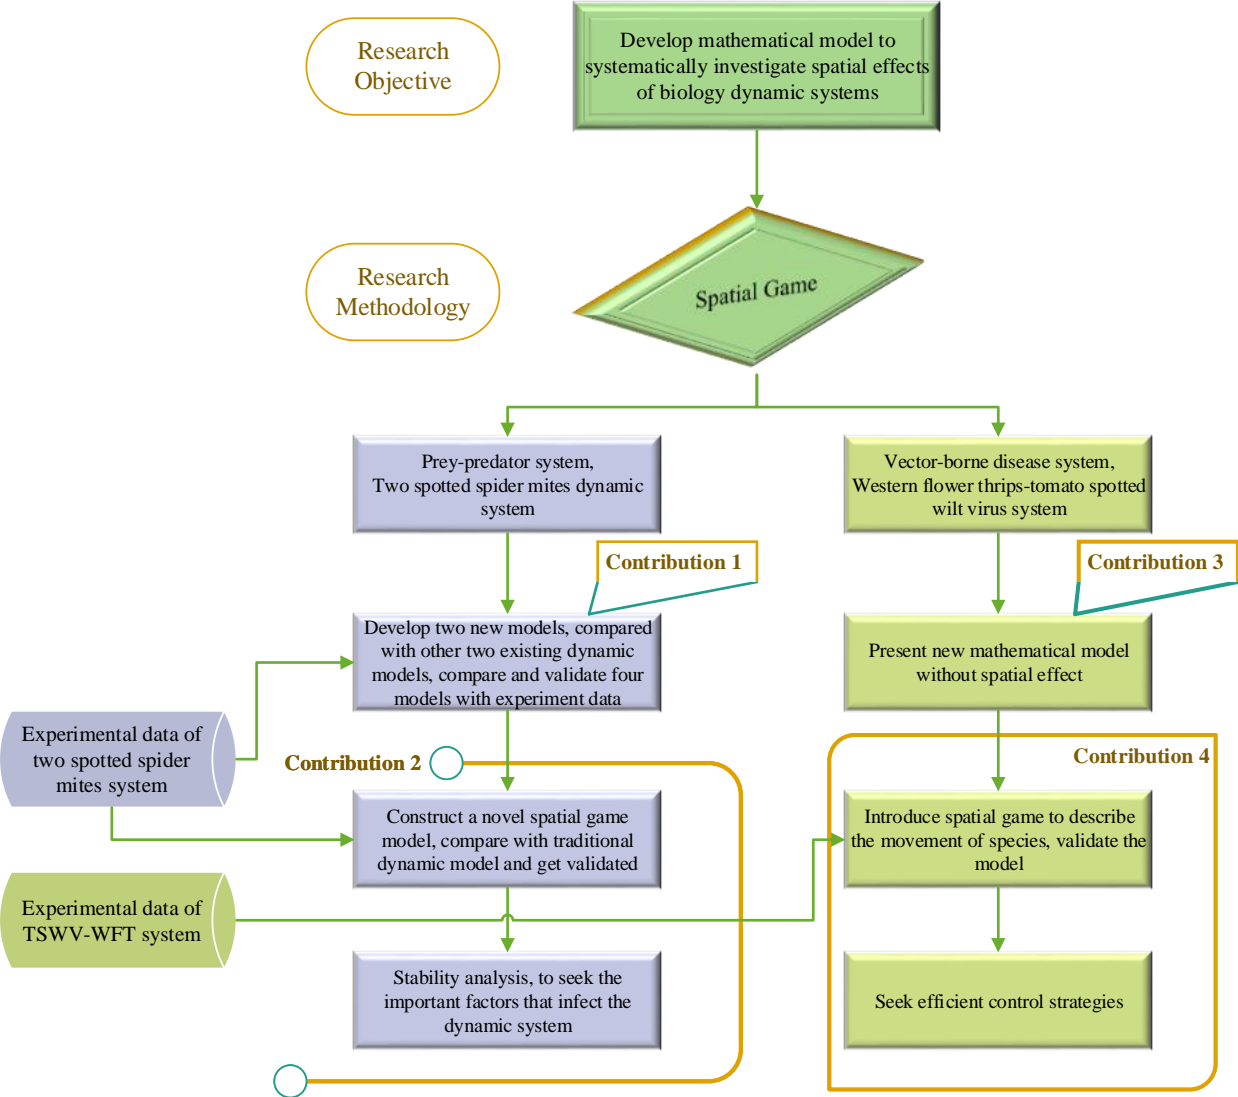 Research
Objective
Develop mathematical model to
systematically investigate spatial effects
of biology dynamic systems
Research
Methodology
Spatial Game
Prey-predator system,
Two spotted spider mites dynamic
system
Vector-borne disease system,
Western flower thrips-tomato spotted
wilt virus system
Contribution 1
Contribution 3
Develop two new models, compared
with other two existing dynamic
models, compare and validate four
models with experiment data
Present new mathematical model
without spatial effect
Experimental data of
two spotted spider
mites system
Contribution 2
Contribution 4
Construct a novel spatial game
model, compare with traditional
dynamic model and get validated
Introduce spatial game to describe
the movement of species, validate the
model
Experimental data of
TSWV-WFT system
Stability analysis, to seek the
important factors that infect the
dynamic system
Seek efficient control strategies